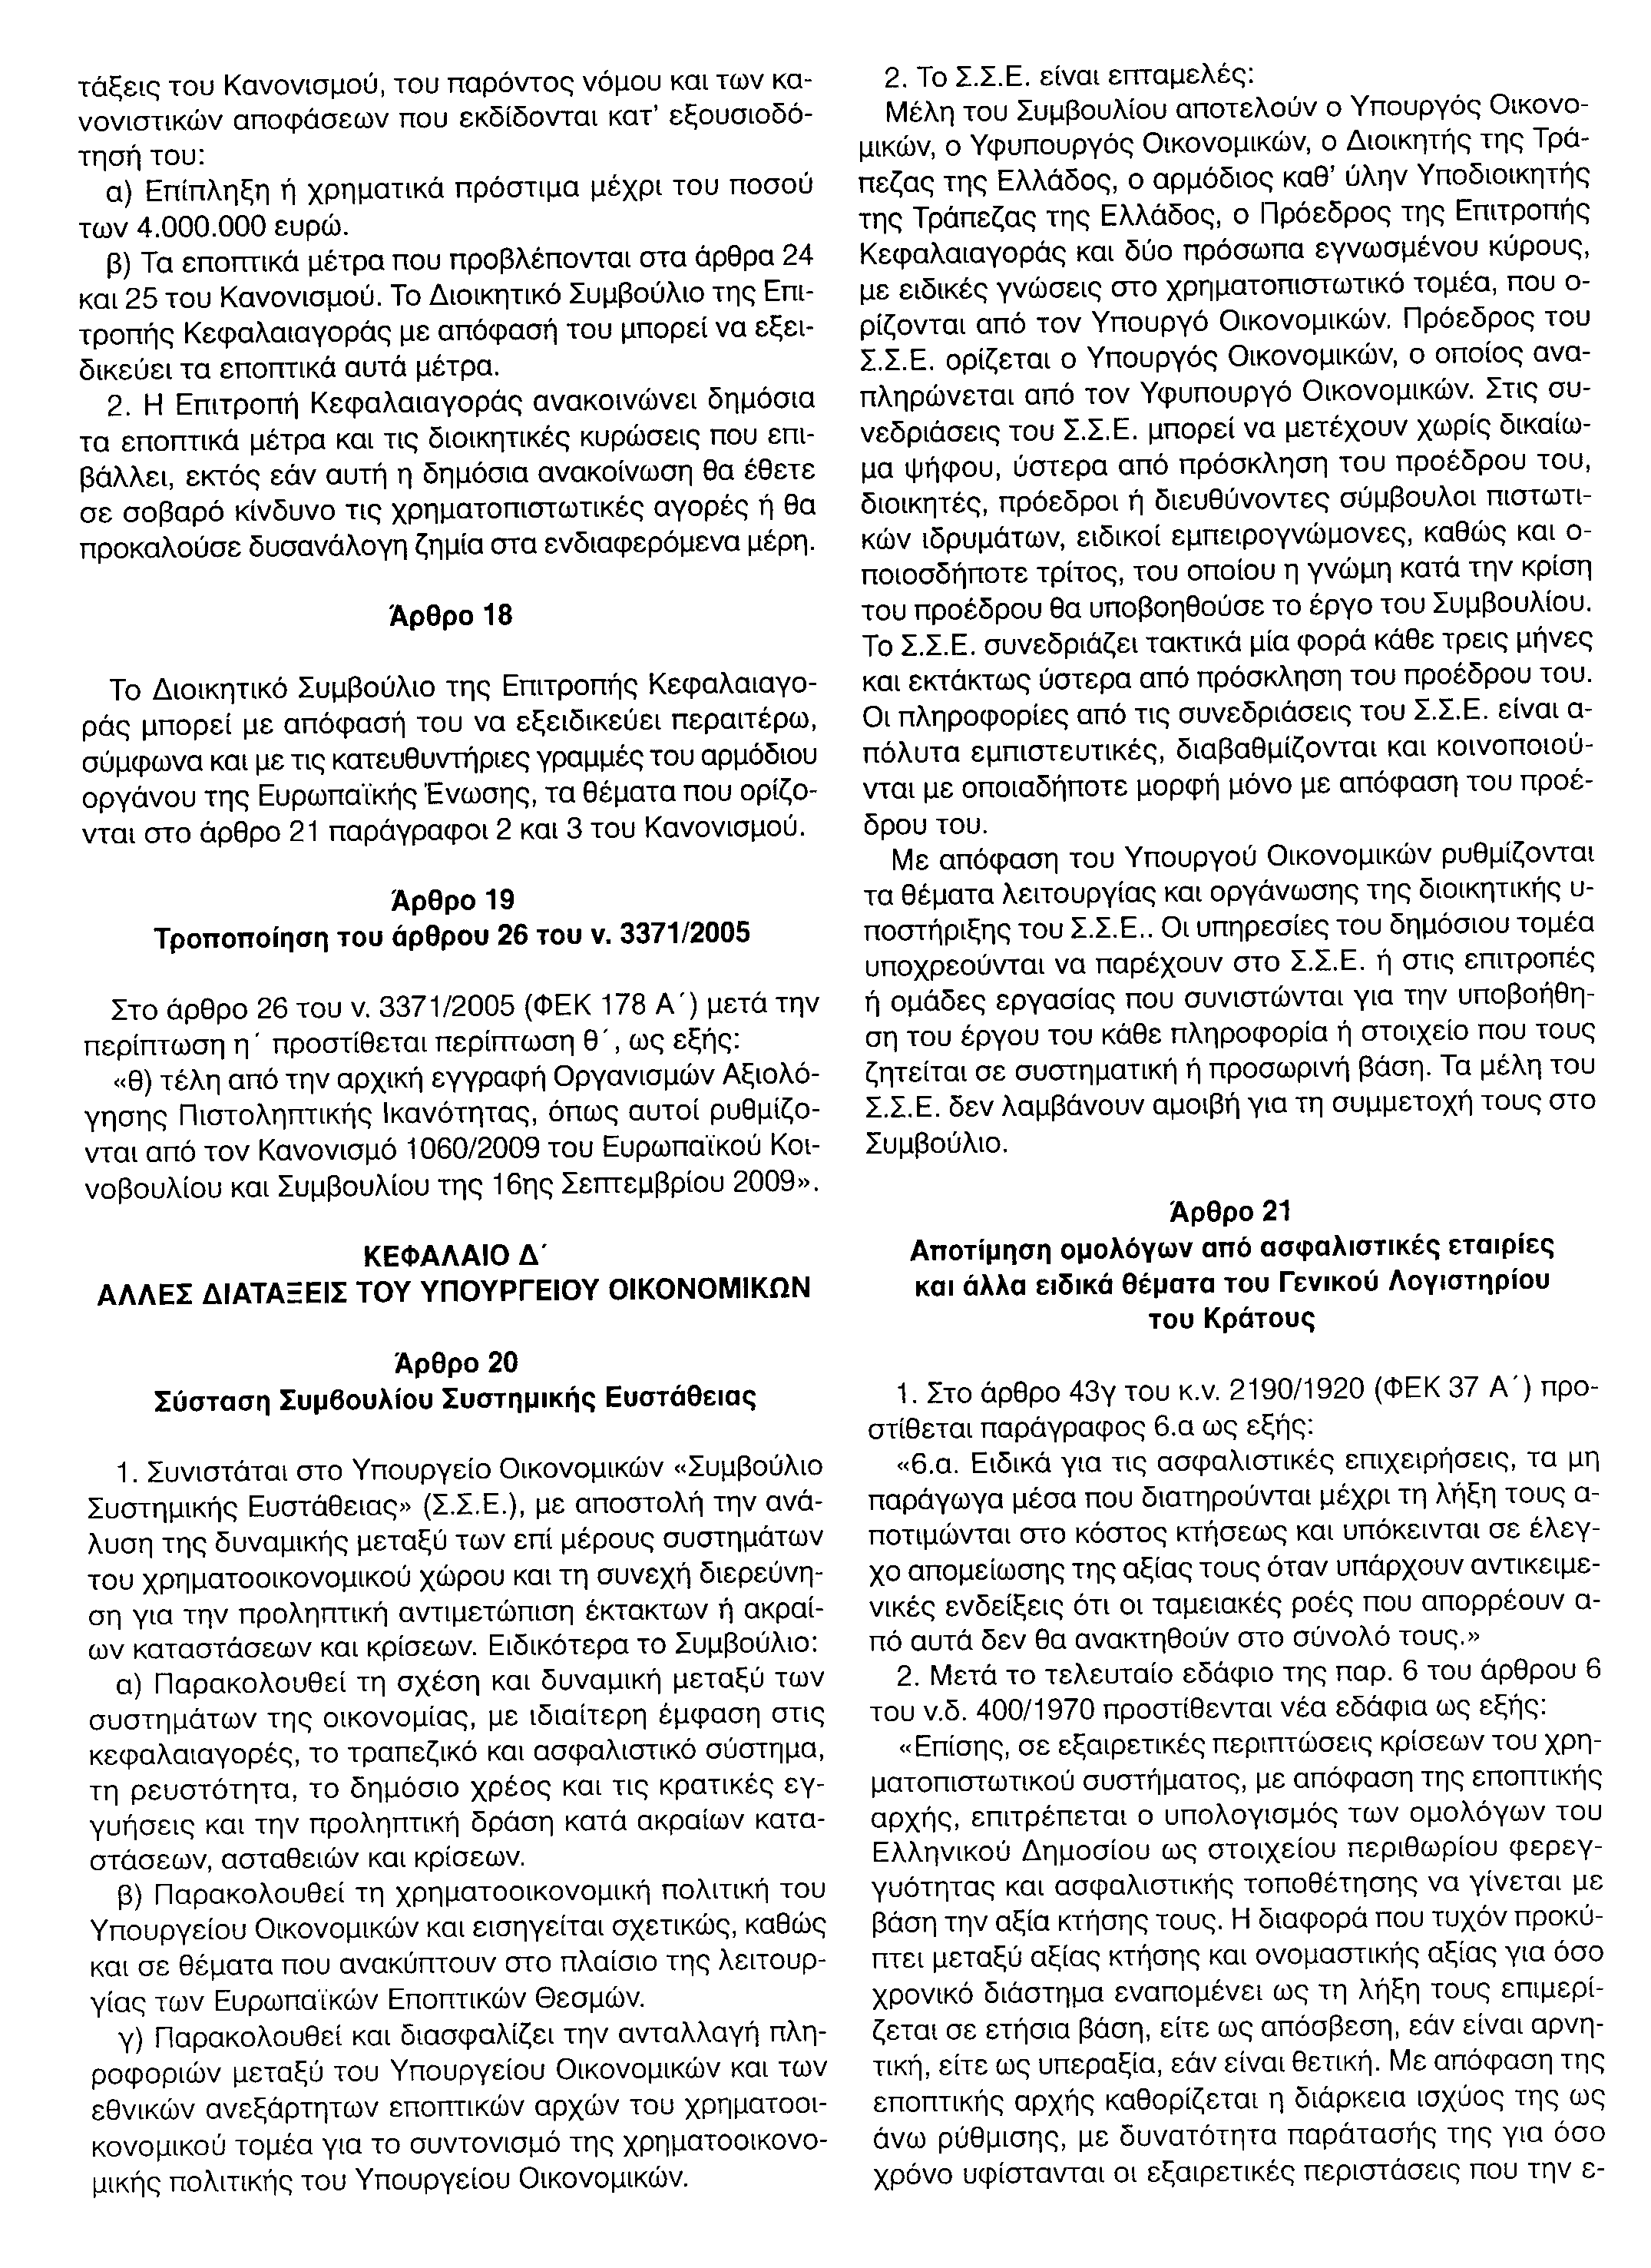 τάξεις του Κανονισμού, του παρόντος νόμου και των κα-
νονιστικών αποφάσεων που εκδίδονται κατ’ εξουσιοδό-
τησή του:
α) Επίπληξη ή χρηματικά πρόστιμα μέχρι του ποσού
των 4.000.000 ευρώ.
β) Τα εποπτικά μέτρα που προβλέπονται στα άρθρα 24
και 25 του Κανονισμού. Το Διοικητικό Συμβούλιο της Επι-
τροπής Κεφαλαιαγοράς με απόφασή του μπορεί να εξει-
δικεύει τα εποπτικά αυτά μέτρα.
2. Η Επιτροπή Κεφαλαιαγοράς ανακοινώνει δημόσια
τα εποπτικά μέτρα και τις διοικητικές κυρώσεις που επι-
βάλλει, εκτός εάν αυτή η δημόσια ανακοίνωση θα έθετε
σε σοβαρό κίνδυνο τις χρηματοπιστωτικές αγορές ή θα
προκαλούσε δυσανάλογη ζημία στα ενδιαφερόμενα μέρη.
Άρθρο 18
Το Διοικητικό Συμβούλιο της Επιτροπής Κεφαλαιαγο-
ράς μπορεί με απόφασή του να εξειδικεύει περαιτέρω,
σύμφωνα και με τις κατευθυντήριες γραμμές του αρμόδιου
οργάνου της Ευρωπαϊκής Ένωσης, τα θέματα που ορίζο-
νται στο άρθρο 21 παράγραφοι 2 και 3 του Κανονισμού.
Άρθρο 19
Τροποποίηση του άρθρου 26 του ν. 3371/2005
Στο άρθρο 26 του ν. 3371/2005 (ΦΕΚ 178 Α΄) μετά την
περίπτωση η΄ προστίθεται περίπτωση θ΄, ως εξής:
«θ) τέλη από την αρχική εγγραφή Οργανισμών Αξιολό-
γησης Πιστοληπτικής Ικανότητας, όπως αυτοί ρυθμίζο-
νται από τον Κανονισμό 1060/2009 του Ευρωπαϊκού Κοι-
νοβουλίου και Συμβουλίου της 16ης Σεπτεμβρίου 2009».
ΚΕΦΑΛΑΙΟ Δ΄
ΑΛΛΕΣ ΔΙΑΤΑΞΕΙΣ ΤΟΥ ΥΠΟΥΡΓΕΙΟΥ ΟΙΚΟΝΟΜΙΚΩΝ
Άρθρο 20
Σύσταση Συμβουλίου Συστημικής Ευστάθειας
1. Συνιστάται στο Υπουργείο Οικονομικών «Συμβούλιο
Συστημικής Ευστάθειας» (Σ.Σ.Ε.), με αποστολή την ανά-
λυση της δυναμικής μεταξύ των επί μέρους συστημάτων
του χρηματοοικονομικού χώρου και τη συνεχή διερεύνη-
ση για την προληπτική αντιμετώπιση έκτακτων ή ακραί-
ων καταστάσεων και κρίσεων. Ειδικότερα το Συμβούλιο:
α) Παρακολουθεί τη σχέση και δυναμική μεταξύ των
συστημάτων της οικονομίας, με ιδιαίτερη έμφαση στις
κεφαλαιαγορές, το τραπεζικό και ασφαλιστικό σύστημα,
τη ρευστότητα, το δημόσιο χρέος και τις κρατικές εγ-
γυήσεις και την προληπτική δράση κατά ακραίων κατα-
στάσεων, ασταθειών και κρίσεων.
β) Παρακολουθεί τη χρηματοοικονομική πολιτική του
Υπουργείου Οικονομικών και εισηγείται σχετικώς, καθώς
και σε θέματα που ανακύπτουν στο πλαίσιο της λειτουρ-
γίας των Ευρωπαϊκών Εποπτικών Θεσμών.
γ) Παρακολουθεί και διασφαλίζει την ανταλλαγή πλη-
ροφοριών μεταξύ του Υπουργείου Οικονομικών και των
εθνικών ανεξάρτητων εποπτικών αρχών του χρηματοοι-
κονομικού τομέα για το συντονισμό της χρηματοοικονο-
μικής πολιτικής του Υπουργείου Οικονομικών.
2. Το Σ.Σ.Ε. είναι επταμελές:
Μέλη του Συμβουλίου αποτελούν ο Υπουργός Οικονο-
μικών, ο Υφυπουργός Οικονομικών, ο Διοικητής της Τρά-
πεζας της Ελλάδος, ο αρμόδιος καθ’ ύλην Υποδιοικητής
της Τράπεζας της Ελλάδος, ο Πρόεδρος της Επιτροπής
Κεφαλαιαγοράς και δύο πρόσωπα εγνωσμένου κύρους,
με ειδικές γνώσεις στο χρηματοπιστωτικό τομέα, που ο-
ρίζονται από τον Υπουργό Οικονομικών. Πρόεδρος του
Σ.Σ.Ε. ορίζεται ο Υπουργός Οικονομικών, ο οποίος ανα-
πληρώνεται από τον Υφυπουργό Οικονομικών. Στις συ-
νεδριάσεις του Σ.Σ.Ε. μπορεί να μετέχουν χωρίς δικαίω-
μα ψήφου, ύστερα από πρόσκληση του προέδρου του,
διοικητές, πρόεδροι ή διευθύνοντες σύμβουλοι πιστωτι-
κών ιδρυμάτων, ειδικοί εμπειρογνώμονες, καθώς και ο-
ποιοσδήποτε τρίτος, του οποίου η γνώμη κατά την κρίση
του προέδρου θα υποβοηθούσε το έργο του Συμβουλίου.
Το Σ.Σ.Ε. συνεδριάζει τακτικά μία φορά κάθε τρεις μήνες
και εκτάκτως ύστερα από πρόσκληση του προέδρου του.
Οι πληροφορίες από τις συνεδριάσεις του Σ.Σ.Ε. είναι α-
πόλυτα εμπιστευτικές, διαβαθμίζονται και κοινοποιού-
νται με οποιαδήποτε μορφή μόνο με απόφαση του προέ-
δρου του.
Με απόφαση του Υπουργού Οικονομικών ρυθμίζονται
τα θέματα λειτουργίας και οργάνωσης της διοικητικής υ-
ποστήριξης του Σ.Σ.Ε.. Οι υπηρεσίες του δημόσιου τομέα
υποχρεούνται να παρέχουν στο Σ.Σ.Ε. ή στις επιτροπές
ή ομάδες εργασίας που συνιστώνται για την υποβοήθη-
ση του έργου του κάθε πληροφορία ή στοιχείο που τους
ζητείται σε συστηματική ή προσωρινή βάση. Τα μέλη του
Σ.Σ.Ε. δεν λαμβάνουν αμοιβή για τη συμμετοχή τους στο
Συμβούλιο.
Άρθρο 21
Αποτίμηση ομολόγων από ασφαλιστικές εταιρίες
και άλλα ειδικά θέματα του Γενικού Λογιστηρίου
του Κράτους
1. Στο άρθρο 43γ του κ.ν. 2190/1920 (ΦΕΚ 37 Α΄) προ-
στίθεται παράγραφος 6.α ως εξής:
«6.α. Ειδικά για τις ασφαλιστικές επιχειρήσεις, τα μη
παράγωγα μέσα που διατηρούνται μέχρι τη λήξη τους α-
ποτιμώνται στο κόστος κτήσεως και υπόκεινται σε έλεγ-
χο απομείωσης της αξίας τους όταν υπάρχουν αντικειμε-
νικές ενδείξεις ότι οι ταμειακές ροές που απορρέουν α-
πό αυτά δεν θα ανακτηθούν στο σύνολό τους.»
2. Μετά το τελευταίο εδάφιο της παρ. 6 του άρθρου 6
του ν.δ. 400/1970 προστίθενται νέα εδάφια ως εξής:
«Επίσης, σε εξαιρετικές περιπτώσεις κρίσεων του χρη-
ματοπιστωτικού συστήματος, με απόφαση της εποπτικής
αρχής, επιτρέπεται ο υπολογισμός των ομολόγων του
Ελληνικού Δημοσίου ως στοιχείου περιθωρίου φερεγ-
γυότητας και ασφαλιστικής τοποθέτησης να γίνεται με
βάση την αξία κτήσης τους. Η διαφορά που τυχόν προκύ-
πτει μεταξύ αξίας κτήσης και ονομαστικής αξίας για όσο
χρονικό διάστημα εναπομένει ως τη λήξη τους επιμερί-
ζεται σε ετήσια βάση, είτε ως απόσβεση, εάν είναι αρνη-
τική, είτε ως υπεραξία, εάν είναι θετική. Με απόφαση της
εποπτικής αρχής καθορίζεται η διάρκεια ισχύος της ως
άνω ρύθμισης, με δυνατότητα παράτασής της για όσο
χρόνο υφίστανται οι εξαιρετικές περιστάσεις που την ε-